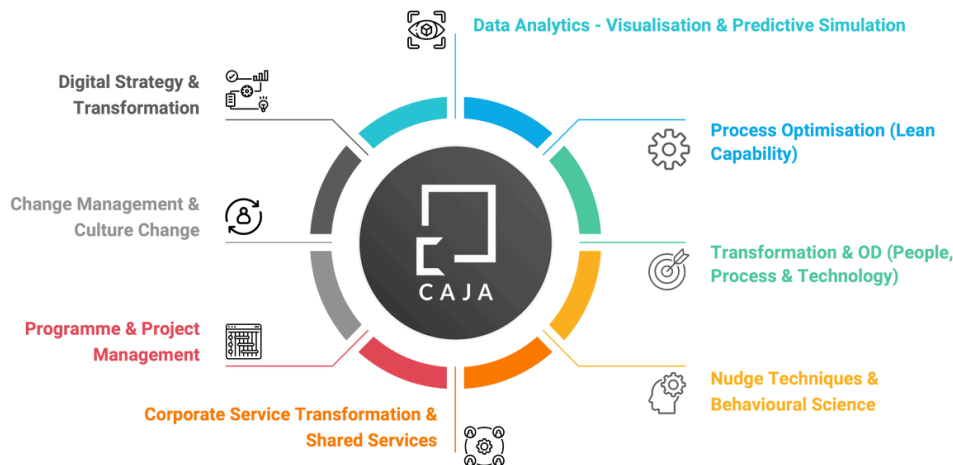 Data Analytics - Visualisation & Predictive Simulation
Digital Strategy &
Transformation
Process Optimisation (Lean
Capability)
Change Management &
Culture Change
Transformation & OD (People,
Process & Technology)
CAJA
Programme & Project
Management
Nudge Techniques &
Behavioural Science
Corporate Service Transformation &
Shared Services